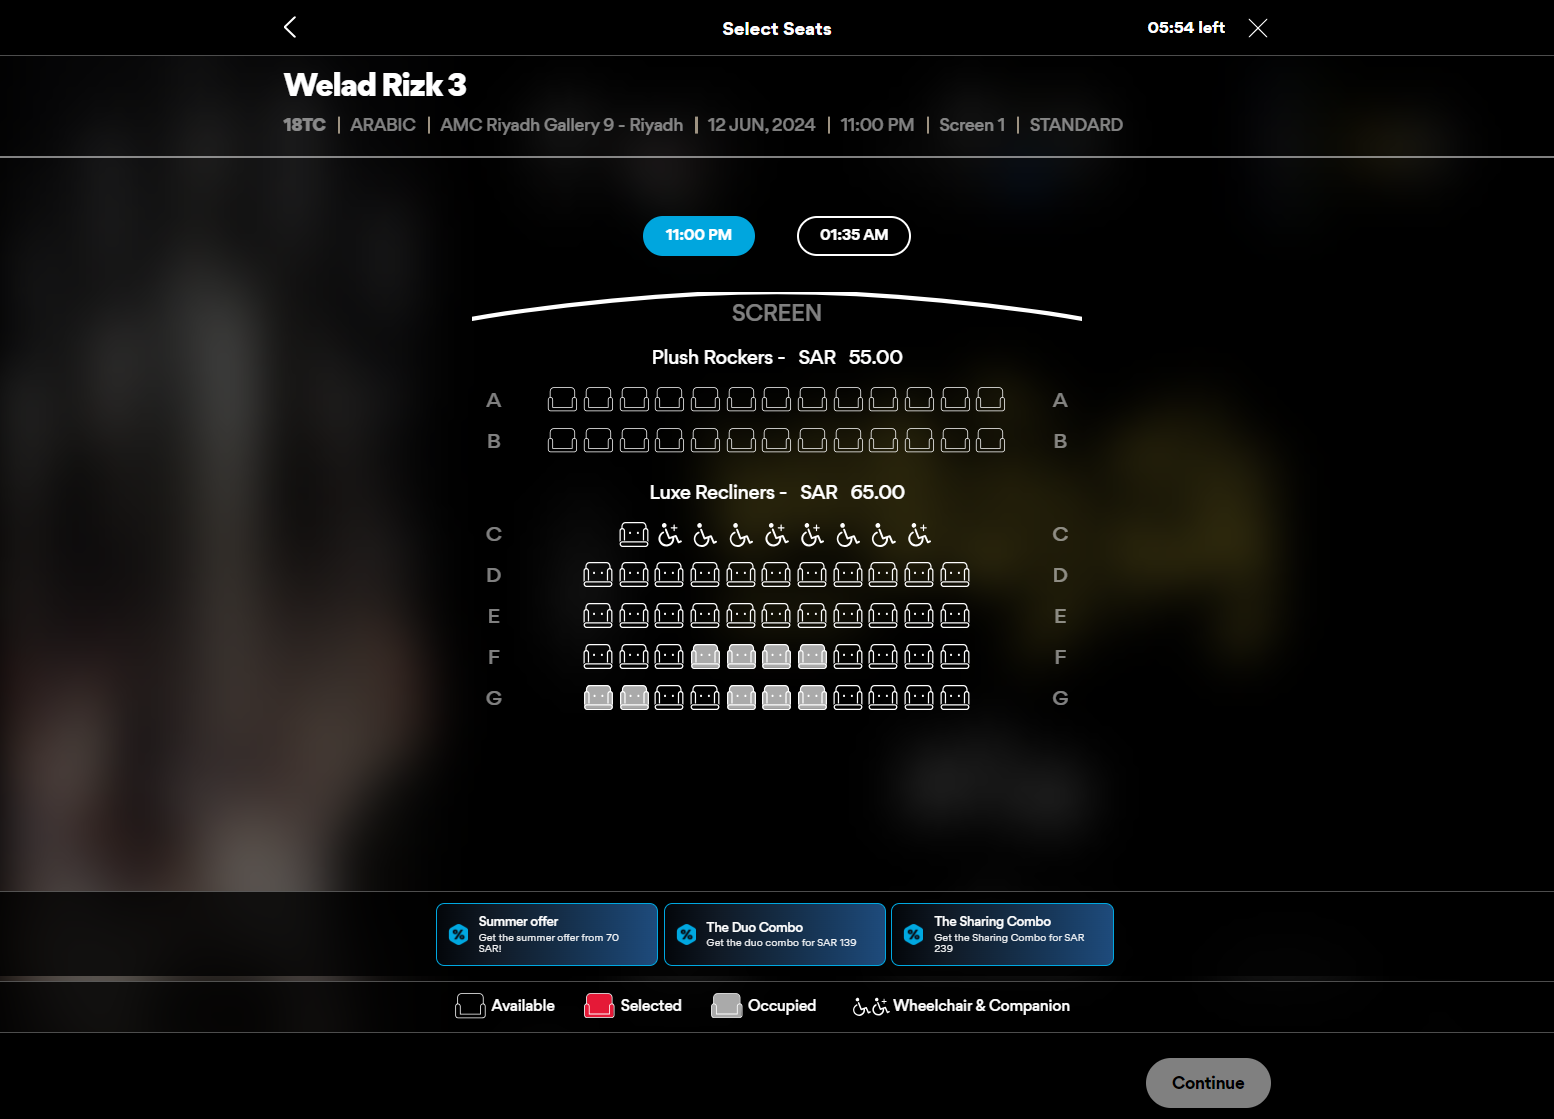 Select Seats
05:54 left
Welad Rizk 3
18TC | ARABIC | AMC Riyadh Gallery 9 - Riyadh | 12 JUN, 2024 | 11:00 PM | Screen 1 | STANDARD
11:00 PM
01:35 AM
SCREEN
Plush Rockers - SAR 55.00
A A
B B
Luxe Recliners - SAR 65.00
C C
D D
E E
F F
G G
Summer offer
Get the summer offer from 70
SAR!
The Duo Combo
Get the duo combo for SAR 139
The Sharing Combo
Get the Sharing Combo for SAR
239
Available
Selected
Occupied
Wheelchair & Companion
Continue